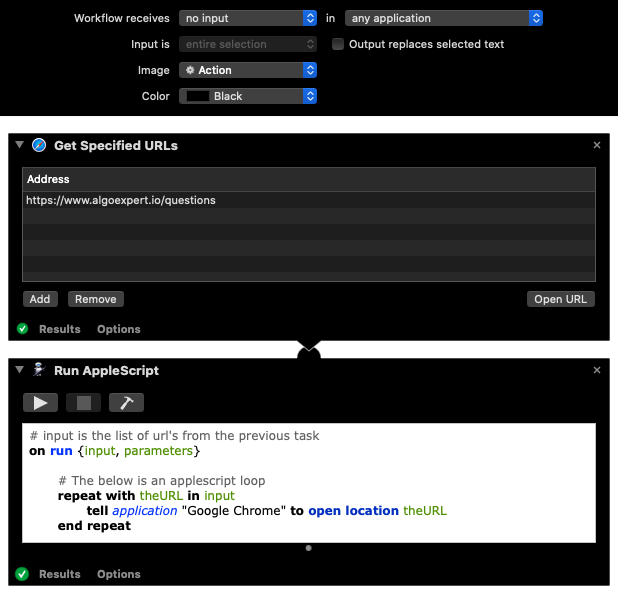 Workflow receives no input in any application
Input is entire selection Output replaces selected text
Image Action
Color Black
Get Specified URLs
Address
https://www.algoexpert.io/questions
Add Remove Open URL
Results Options
Run AppleScript
# input is the list of url's from the previous task
on run {input, parameters}
# The below is an applescript loop
repeat with theURL in input
tell application "Google Chrome" to open location theURL
end repeat
Results Options